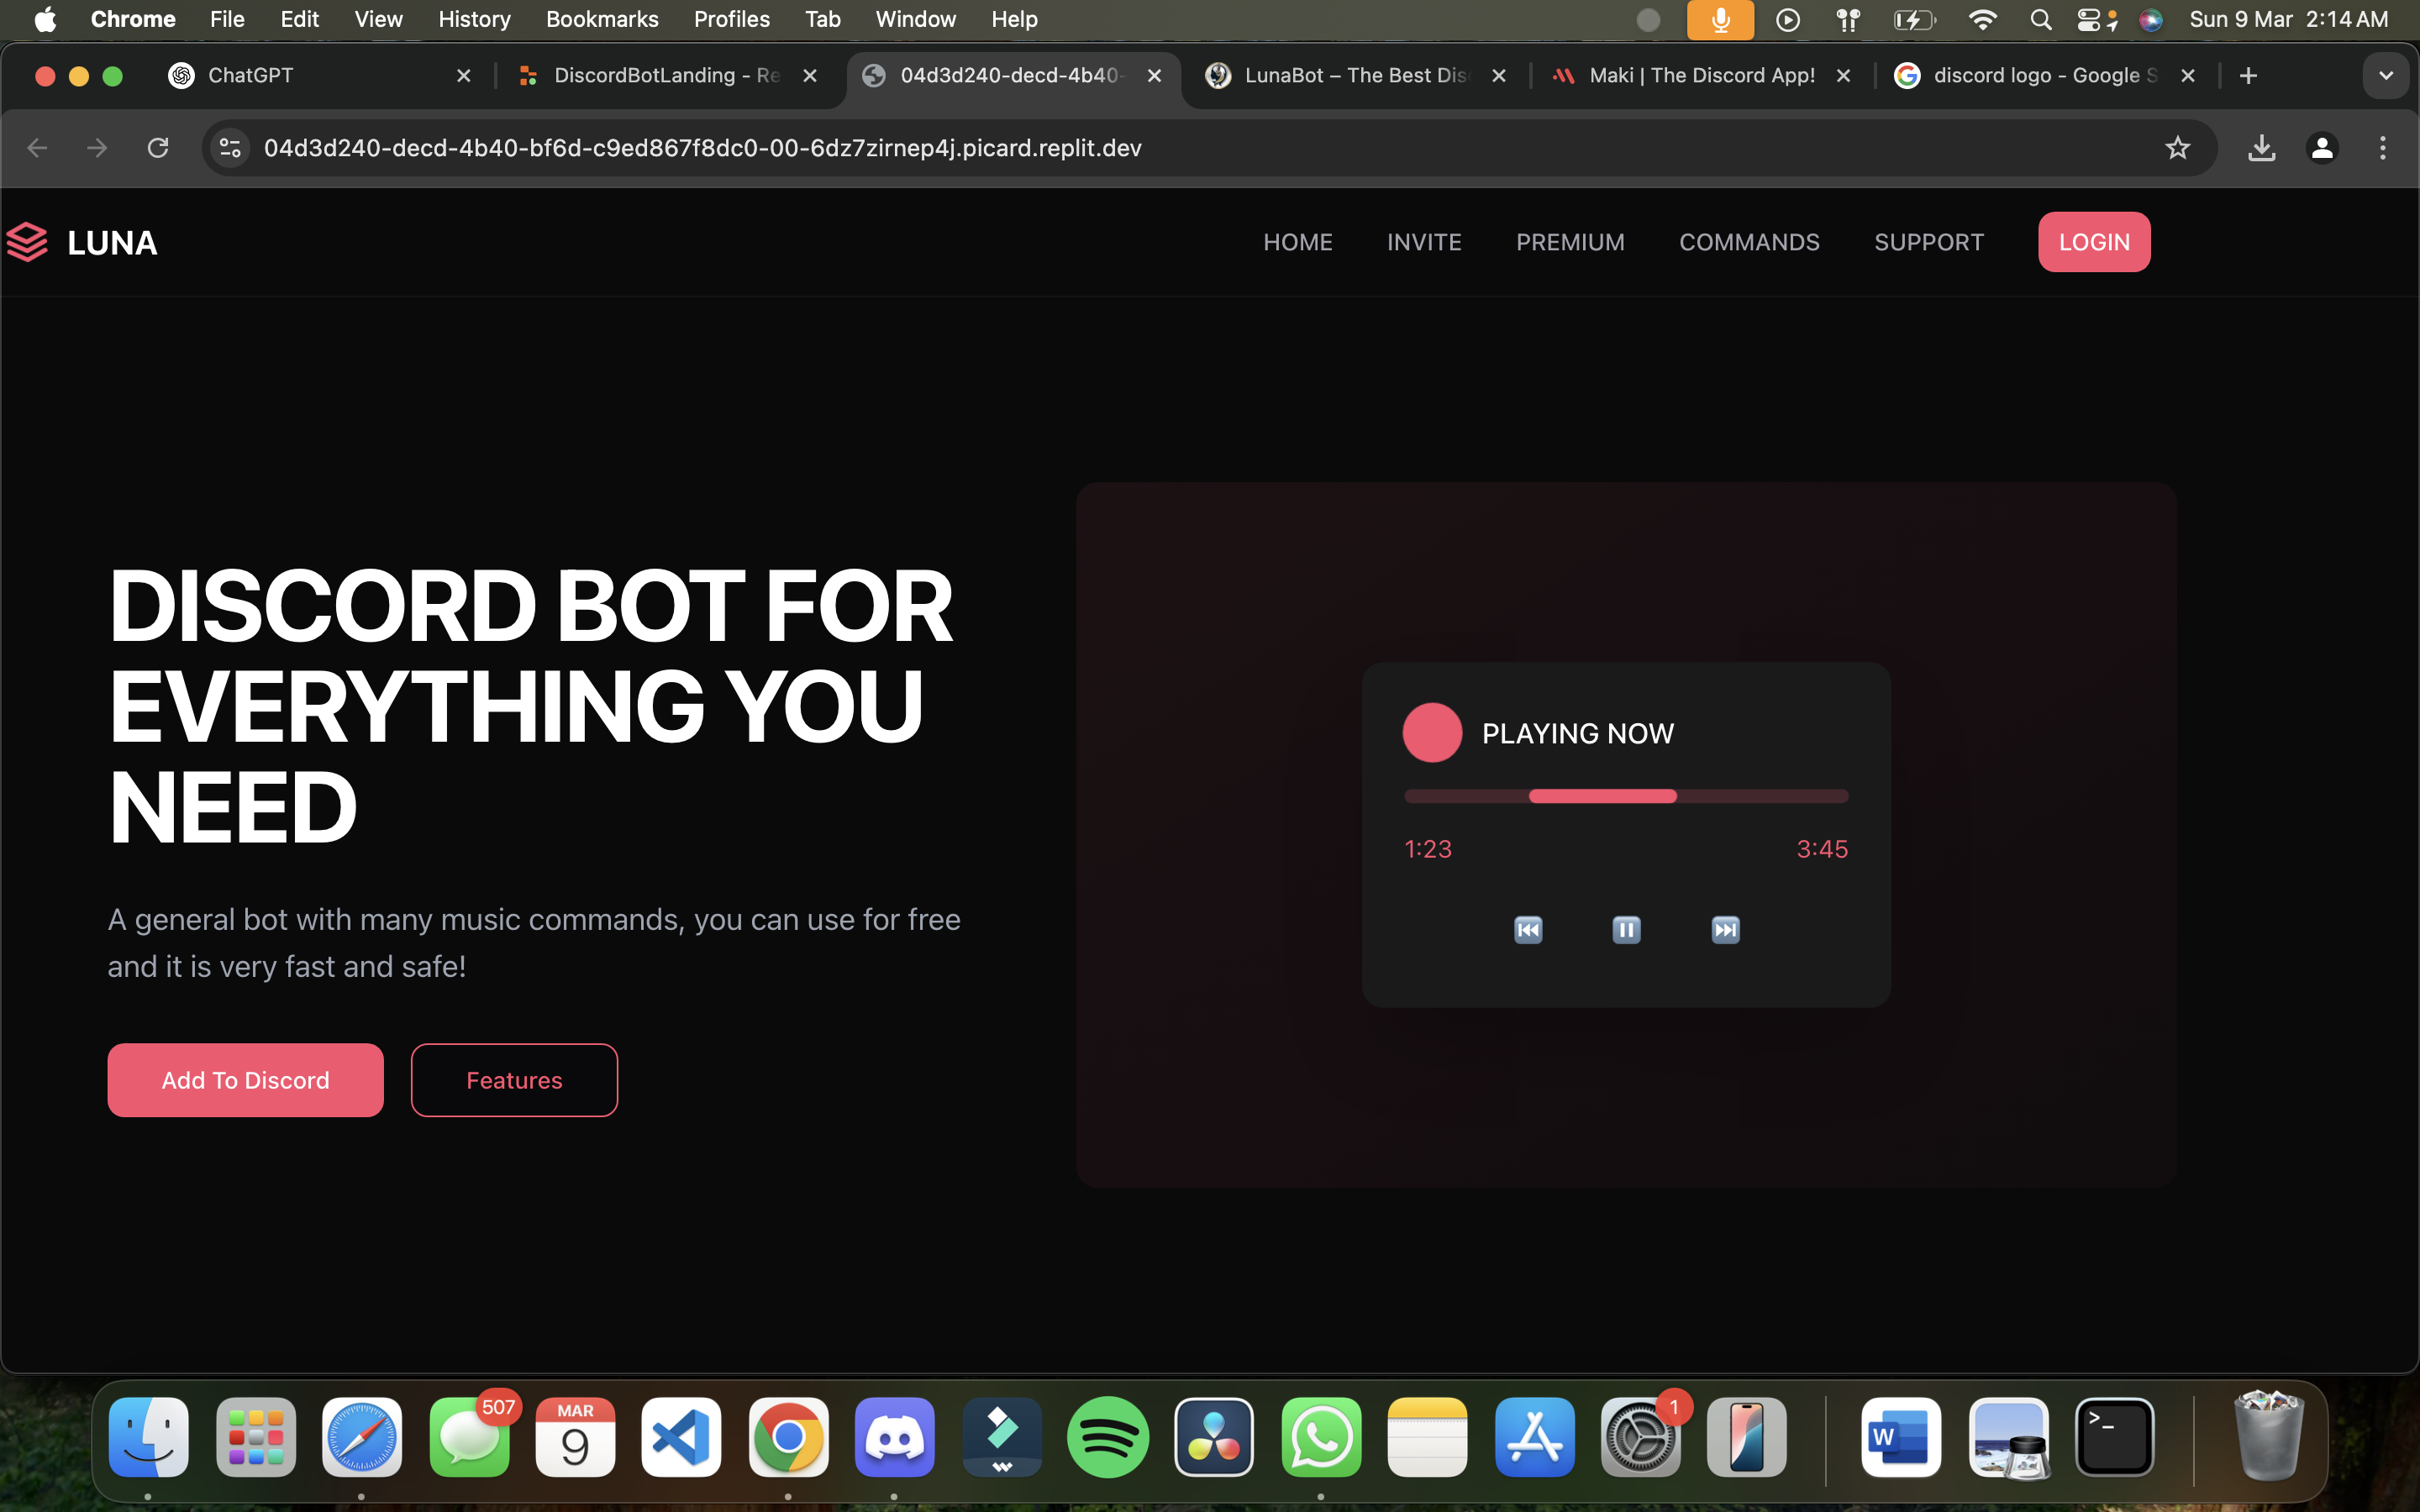 Chrome File Edit View History Bookmarks Profiles Tab Window Help Sun 9 Mar 2:14 AM
ChatGPT DiscordBotLanding - Re 04d3d240-decd-4b40- LunaBot – The Best Dis Maki | The Discord App! discord logo - Google S
04d3d240-decd-4b40-bf6d-c9ed867f8dc0-00-6dz7zirnep4j.picard.replit.dev
LUNA HOME INVITE PREMIUM COMMANDS SUPPORT LOGIN
DISCORD BOT FOR
EVERYTHING YOU
NEED
A general bot with many music commands, you can use for free
and it is very fast and safe!
Add To Discord Features
PLAYING NOW
1:23 3:45
507 MAR 1
9 W >_